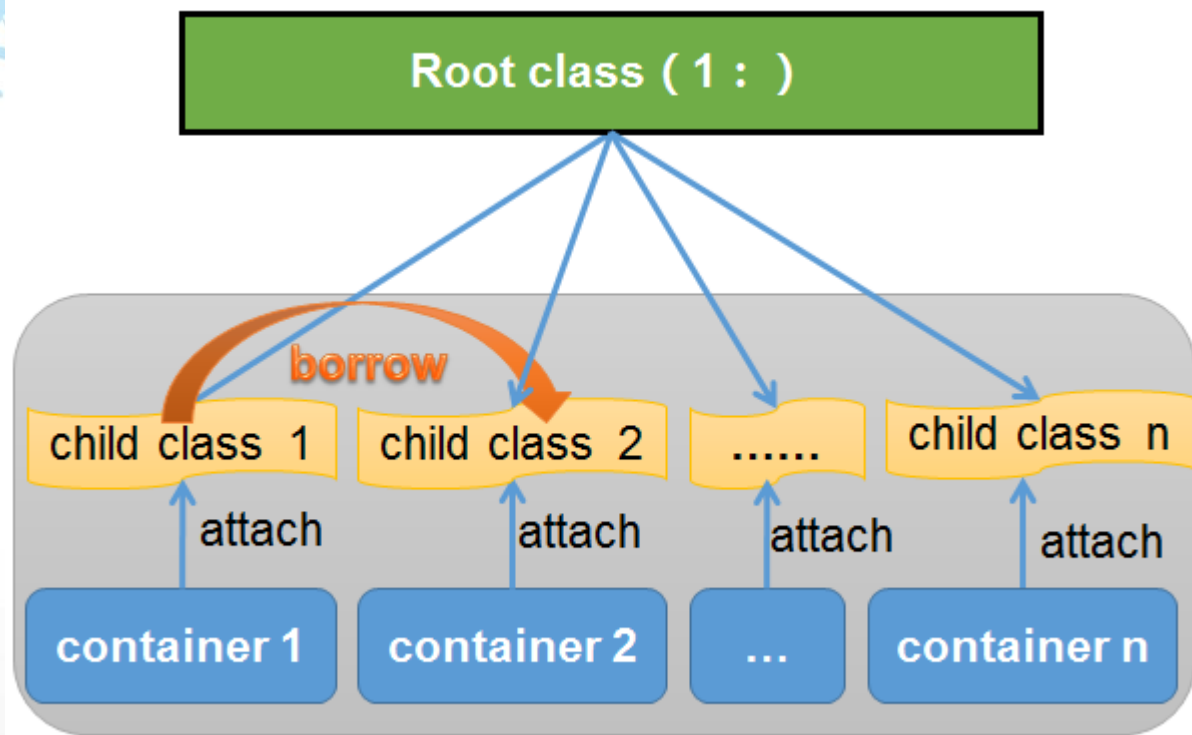 Root class ( 1 : )
borrow
child class 1
child class 2
......
child class n
attach
attach
attach
attach
container 1
container 2
...
container n